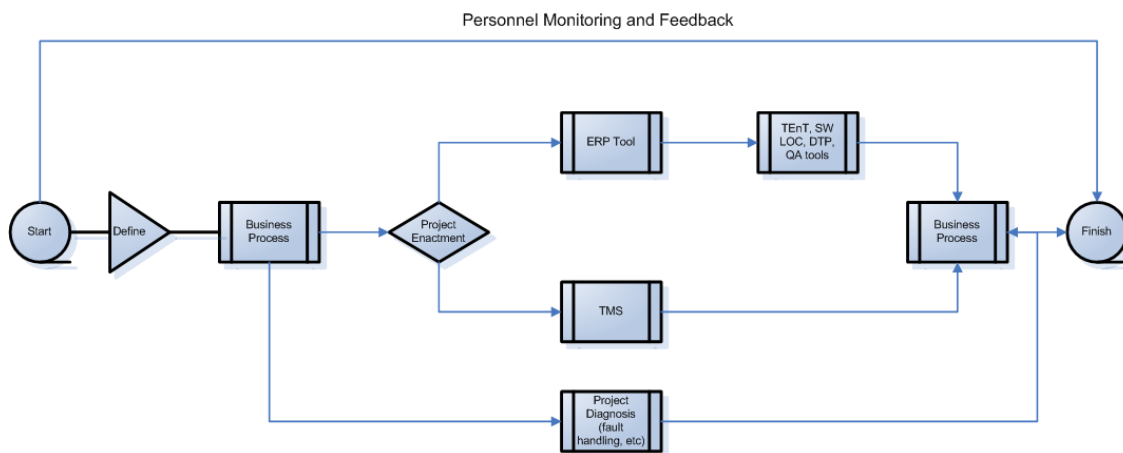 Personnel Monitoring and Feedback
ERP Tool
TEnT, SW
LOC, DTP,
QA tools
Start
Define
Business
Process
Project
Enactment
Business
Process
Finish
TMS
Project
Diagnosis
(fault
handling, etc)